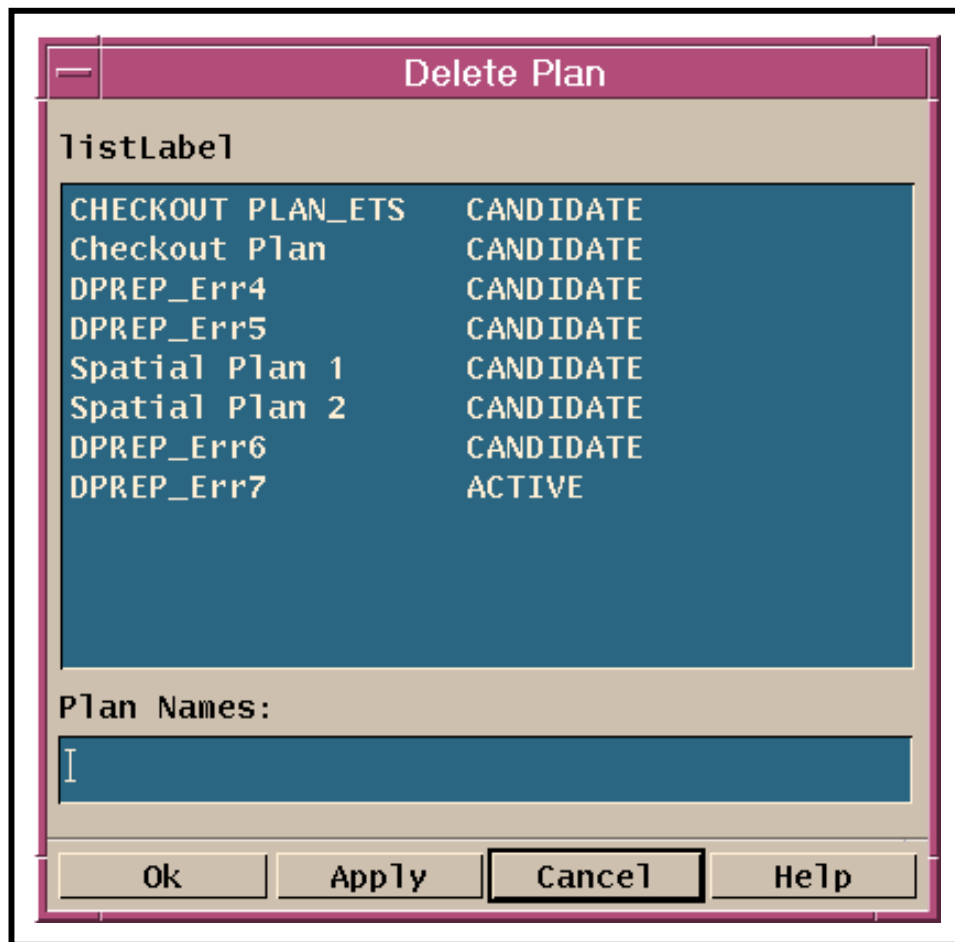 Delete Plan
listLabel
CHECKOUT PLAN_ETS CANDIDATE
Checkout Plan CANDIDATE
DPREP_Err4 CANDIDATE
DPREP_Err5 CANDIDATE
Spatial Plan 1 CANDIDATE
Spatial Plan 2 CANDIDATE
DPREP_Err6 CANDIDATE
DPREP_Err7 ACTIVE
Plan Names:
Ok Apply Cancel Help